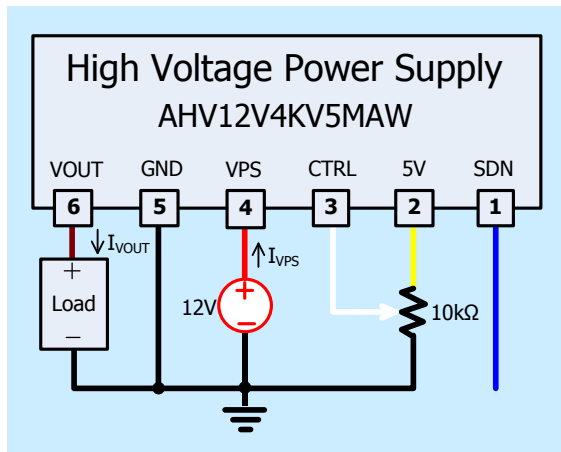 High Voltage Power Supply
AHV12V4KV5MAW
VOUT GND VPS CTRL 5V SDN
6 5 4 3 2 1
IVOUT IVPS
+ +
Load 12V 10kΩ
− −